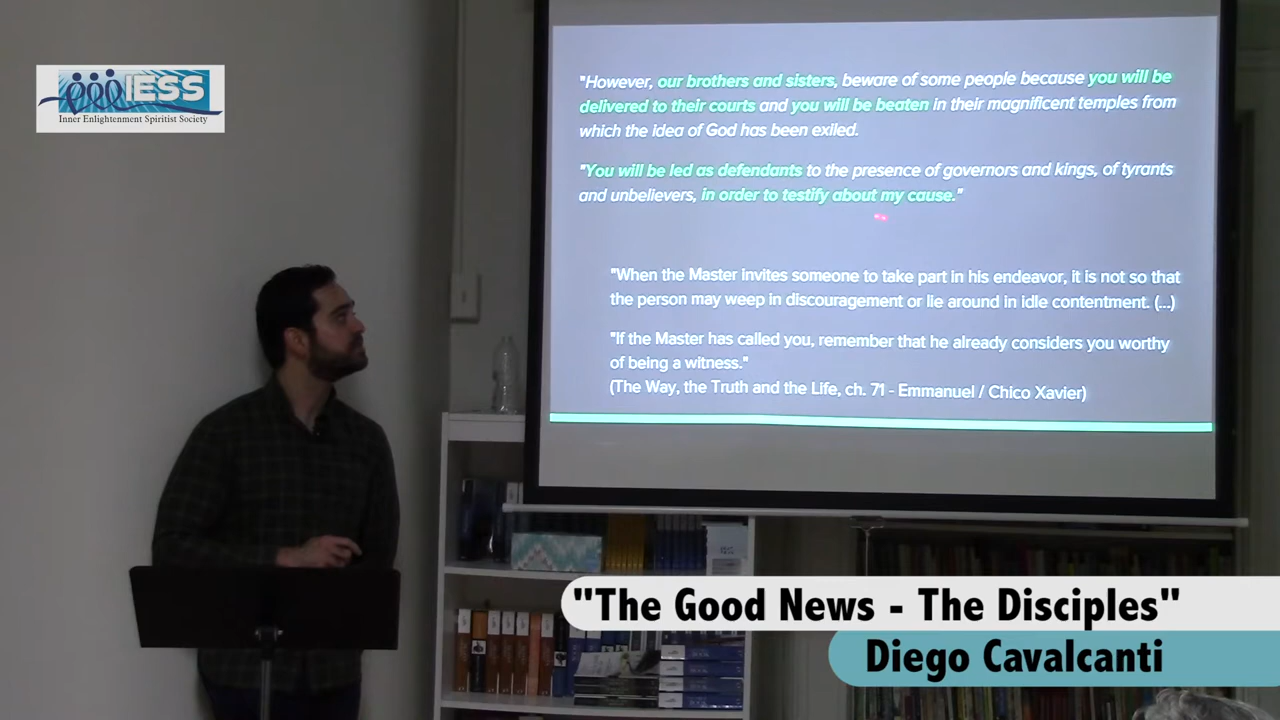 IESS
Inner Enlightenment Spiritist Society
"However, our brothers and sisters, beware of some people because you will be
delivered to their courts and you will be beaten in their magnificent temples from
which the idea of God has been exiled.
"You will be led as defendants to the presence of governors and kings, of tyrants
and unbelievers, in order to testify about my cause."
"When the Master invites someone to take part in his endeavor, it is not so that
the person may weep in discouragement or lie around in idle contentment. (...)
"If the Master has called you, remember that he already considers you worthy
of being a witness."
(The Way, the Truth and the Life, ch. 71 - Emmanuel / Chico Xavier)
"The Good News - The Disciples"
Diego Cavalcanti